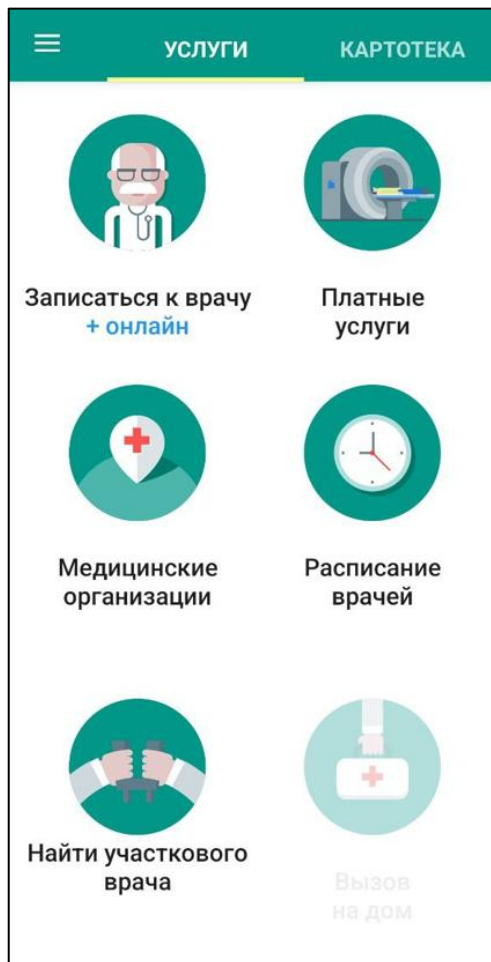 УСЛУГИ
КАРТОТЕКА
Записаться к врачу
+ онлайн
Платные
услуги
Медицинские
организации
Расписание
врачей
Найти участкового
врача
Вызов
на дом